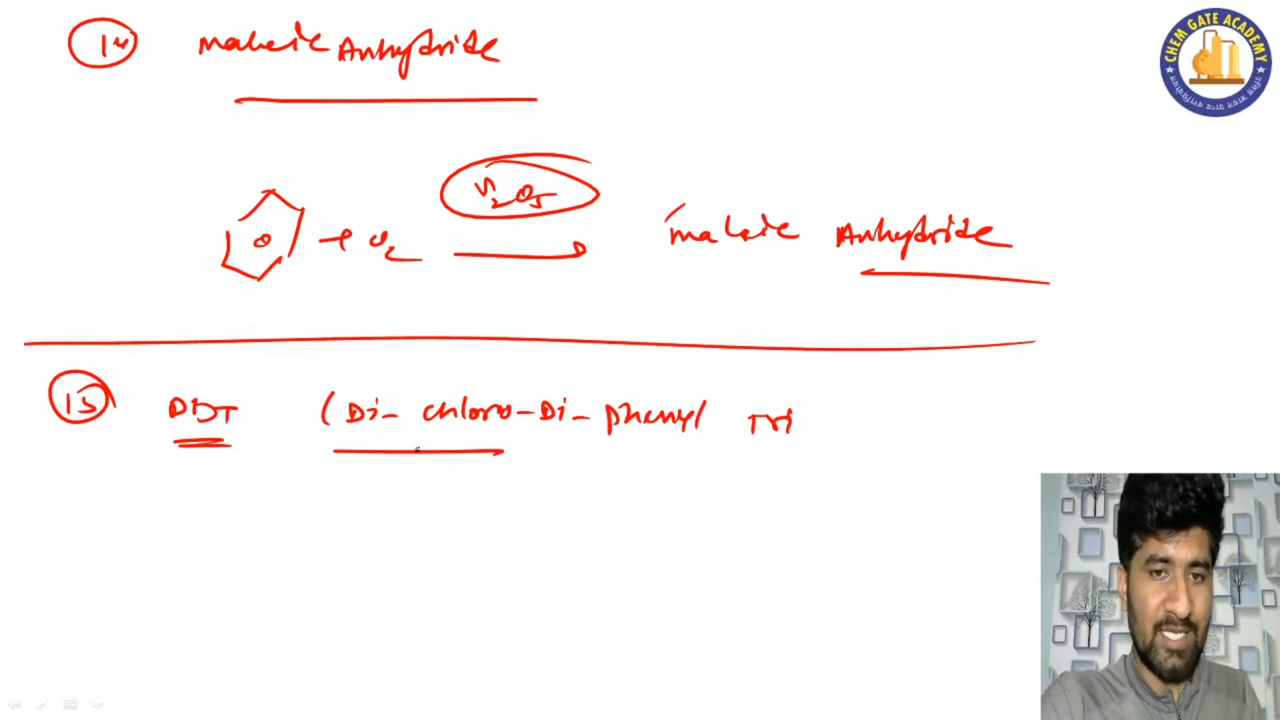 14 Maleic Anhydride
CHEM GATE ACADEMY
+ O2 V2O5 Maleic Anhydride
15 DDT (Di- chloro-Di-phenyl Tri